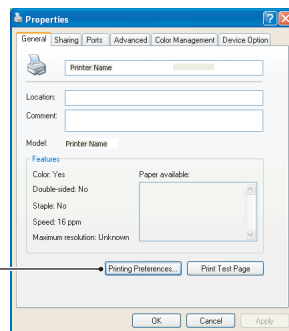 Properties
General Sharing Ports Advanced Color Management Device Option
Printer Name
Location:
Comment:
Model: Printer Name
Features
Color: Yes
Paper available:
Double-sided: No
Staple: No
Speed: 16 ppm
Maximum resolution: Unknown
Printing Preferences... Print Test Page
OK Cancel Apply